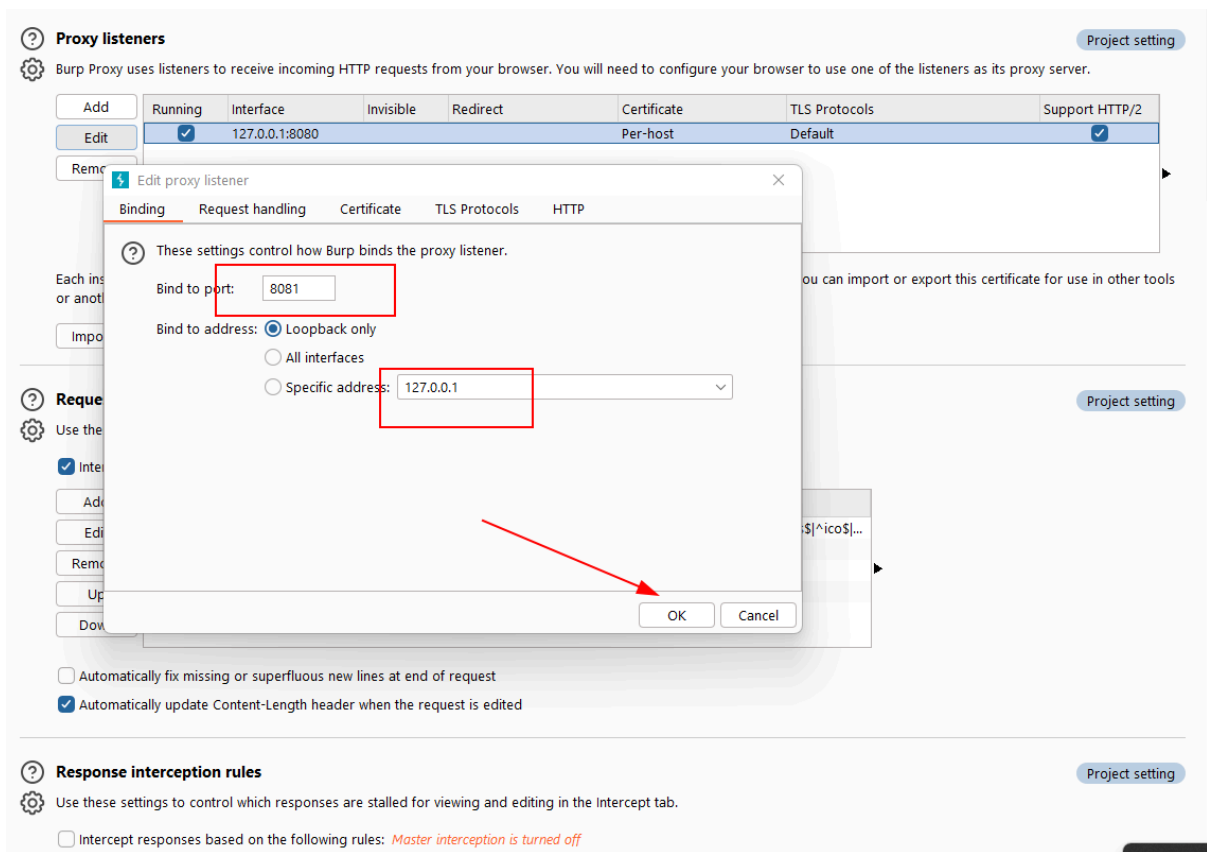 Proxy listeners
Project setting
Burp Proxy uses listeners to receive incoming HTTP requests from your browser. You will need to configure your browser to use one of the listeners as its proxy server.
Add
Running Interface Invisible Redirect Certificate TLS Protocols Support HTTP/2
Edit
127.0.0.1:8080 Per-host Default
Edit proxy listener
Binding Request handling Certificate TLS Protocols HTTP
These settings control how Burp binds the proxy listener.
Each
can import or export this certificate for use in other tools
or
Bind to port: 8081
Bind to address: Loopback only
All interfaces
Specific address: 127.0.0.1
Project setting
Use the
s$|^ico$|...
OK Cancel
Automatically fix missing or superfluous new lines at end of request
Automatically update Content-Length header when the request is edited
Response interception rules
Project setting
Use these settings to control which responses are stalled for viewing and editing in the Intercept tab.
Intercept responses based on the following rules: Master interception is turned off